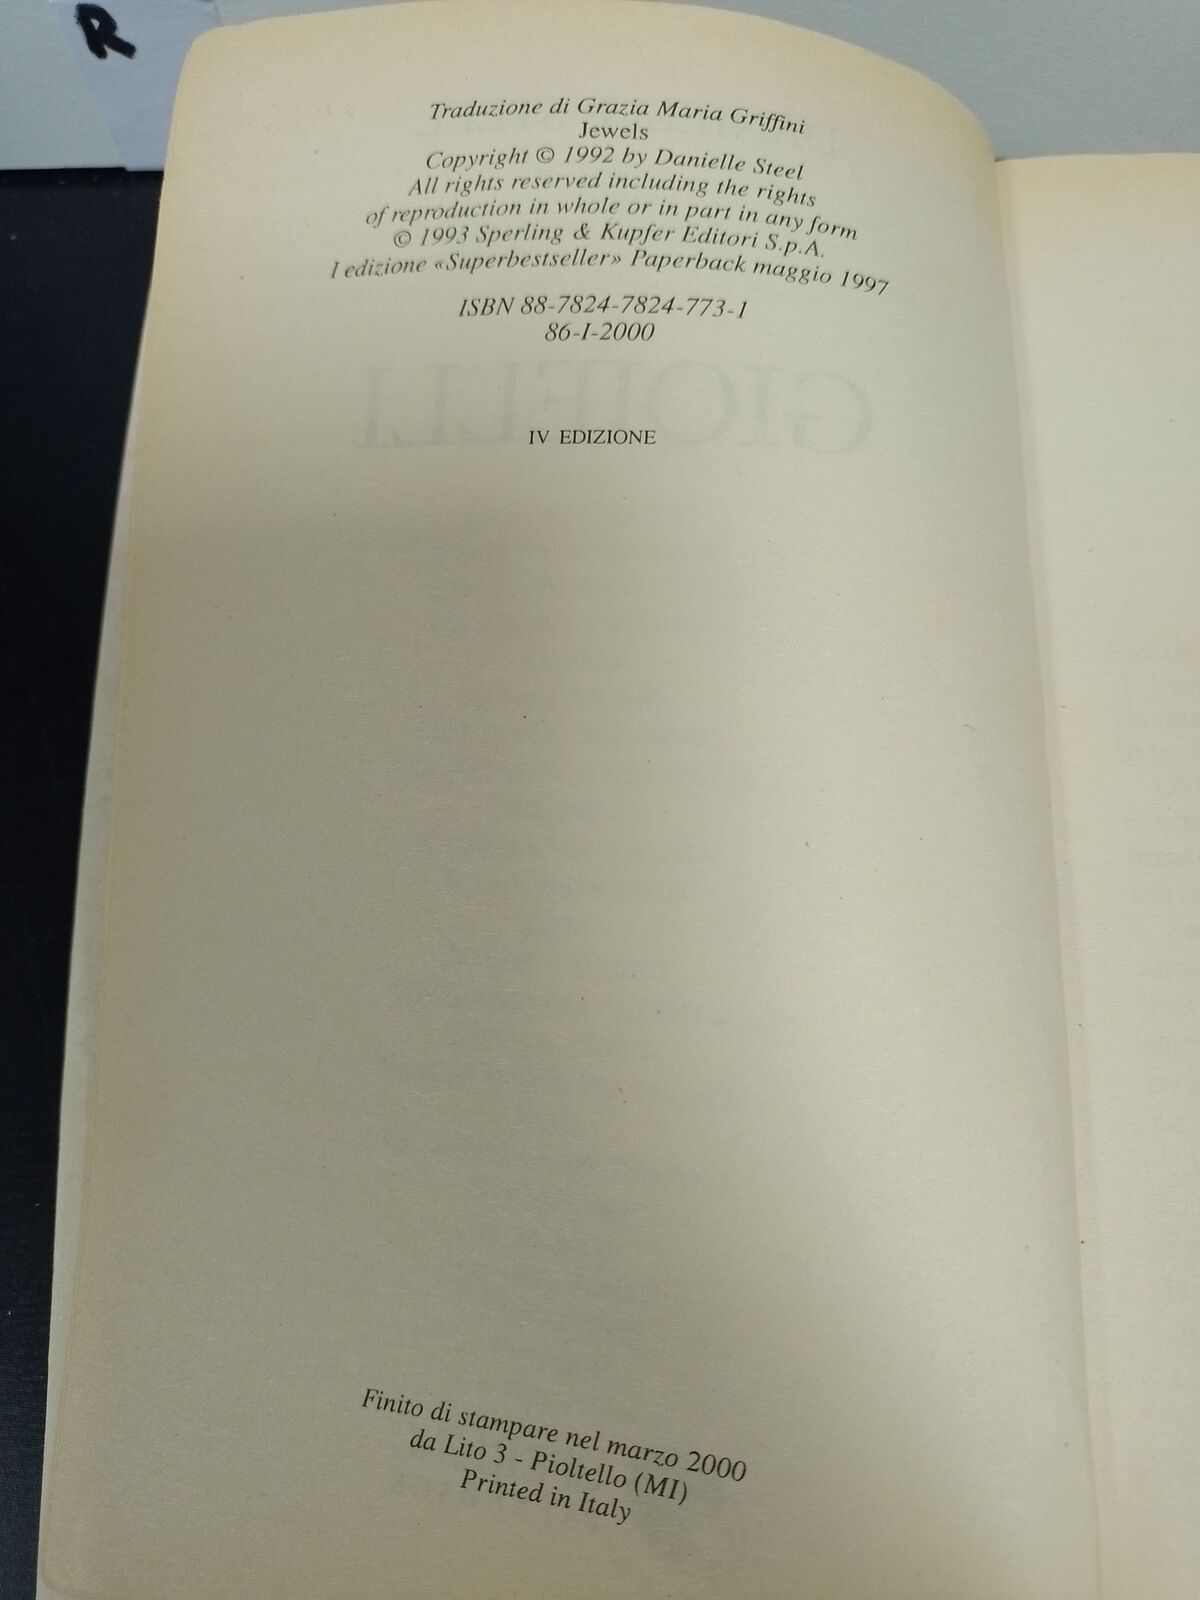 R
Traduzione di Grazia Maria Griffini
Jewels
Copyright © 1992 by Danielle Steel
All rights reserved including the rights
of reproduction in whole or in part in any form
© 1993 Sperling & Kupfer Editori S.p.A.
I edizione «Superbestseller» Paperback maggio 1997
ISBN 88-7824-7824-773-1
86-I-2000
GIOIELLI
IV EDIZIONE
Finito di stampare nel marzo 2000
da Lito 3 - Pioltello (MI)
Printed in Italy